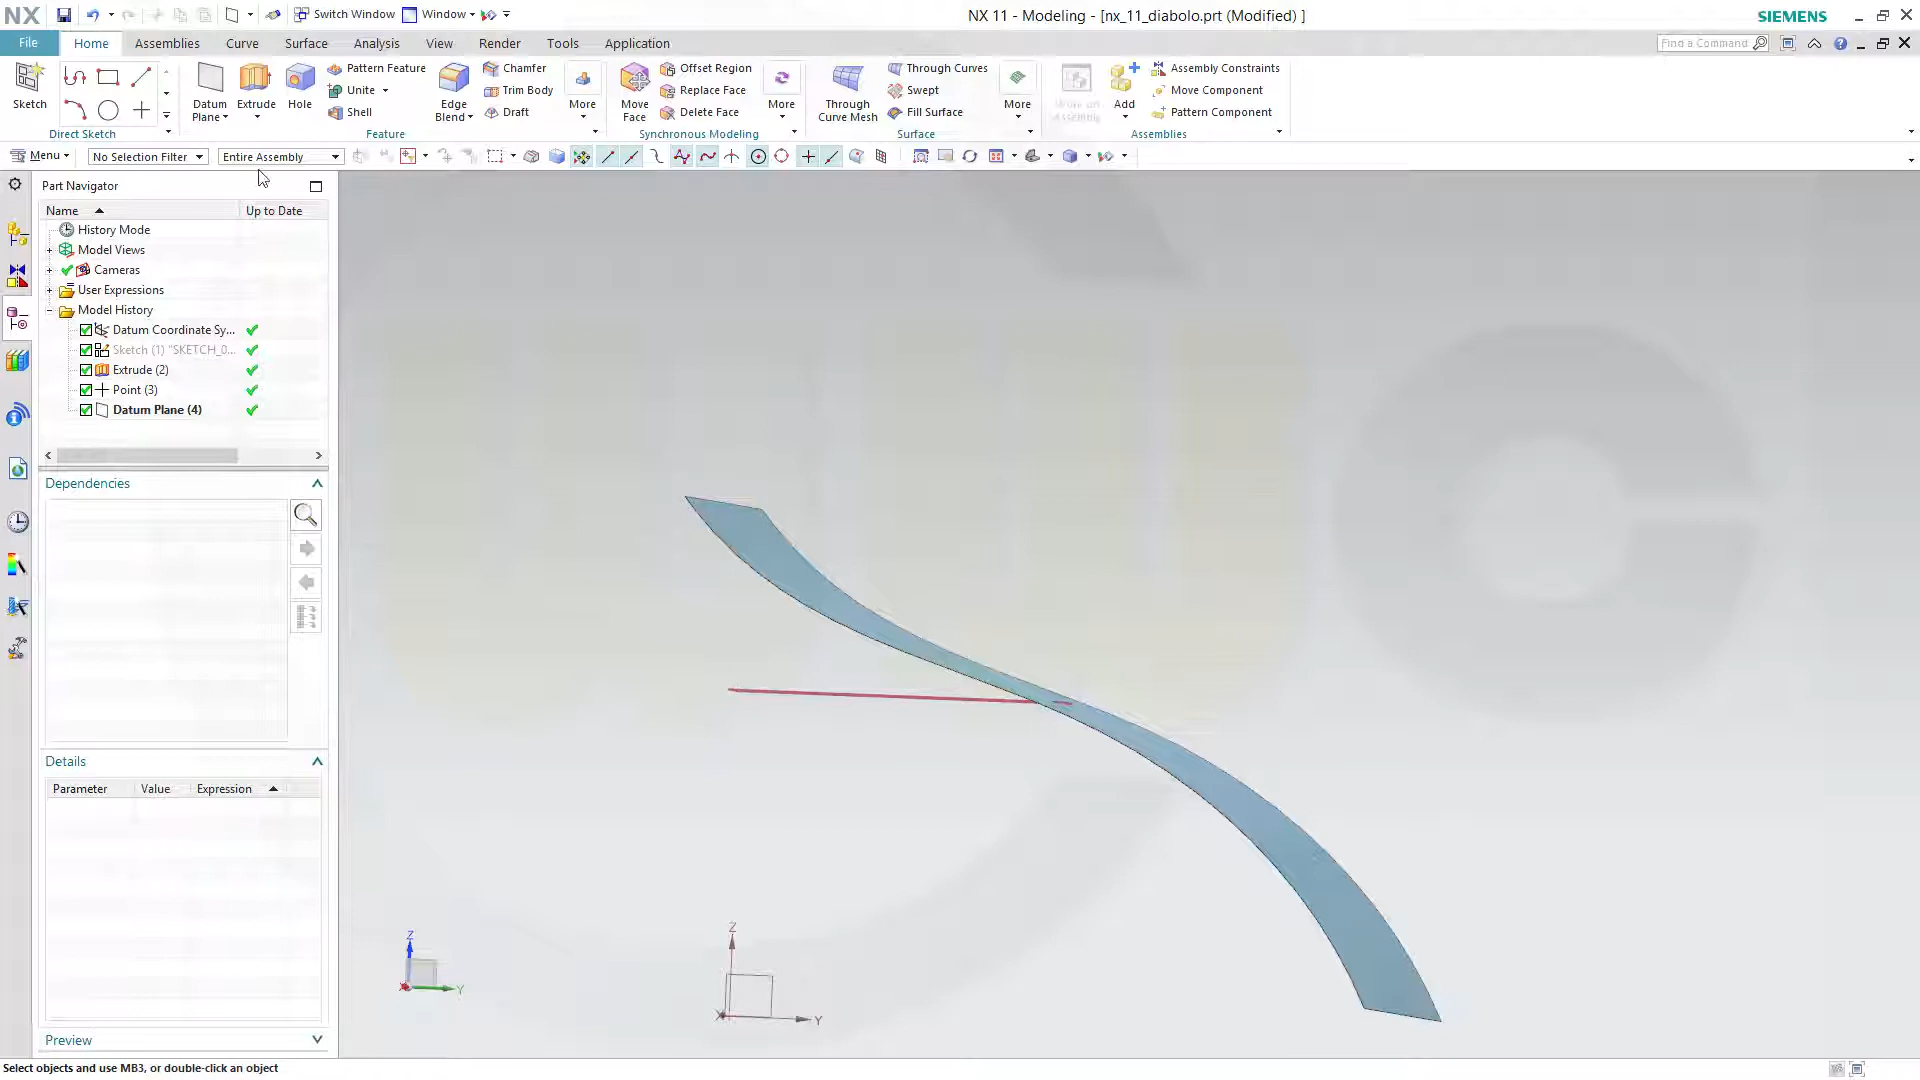 NX
Switch Window
Window
NX 11 - Modeling - [nx_11_diabolo.prt (Modified) ]
SIEMENS
File
Home
Assemblies
Curve
Surface
Analysis
View
Render
Tools
Application
Find a Command
Sketch
Direct Sketch
Datum
Plane
Extrude
Hole
Pattern Feature
Unite
Shell
Edge
Blend
Chamfer
Trim Body
Draft
More
Feature
Move
Face
Offset Region
Replace Face
Delete Face
More
Synchronous Modeling
Through
Curve Mesh
Through Curves
Swept
Fill Surface
More
Surface
Work on
Assembly
Add
Assembly Constraints
Move Component
Pattern Component
Assemblies
Menu
No Selection Filter
Entire Assembly
Part Navigator
Name
Up to Date
History Mode
Model Views
Cameras
User Expressions
Model History
Datum Coordinate Sy...
Sketch (1) "SKETCH_0...
Extrude (2)
Point (3)
Datum Plane (4)
Dependencies
Details
Parameter
Value
Expression
Preview
Z
Y
Z
X
Y
Select objects and use MB3, or double-click an object